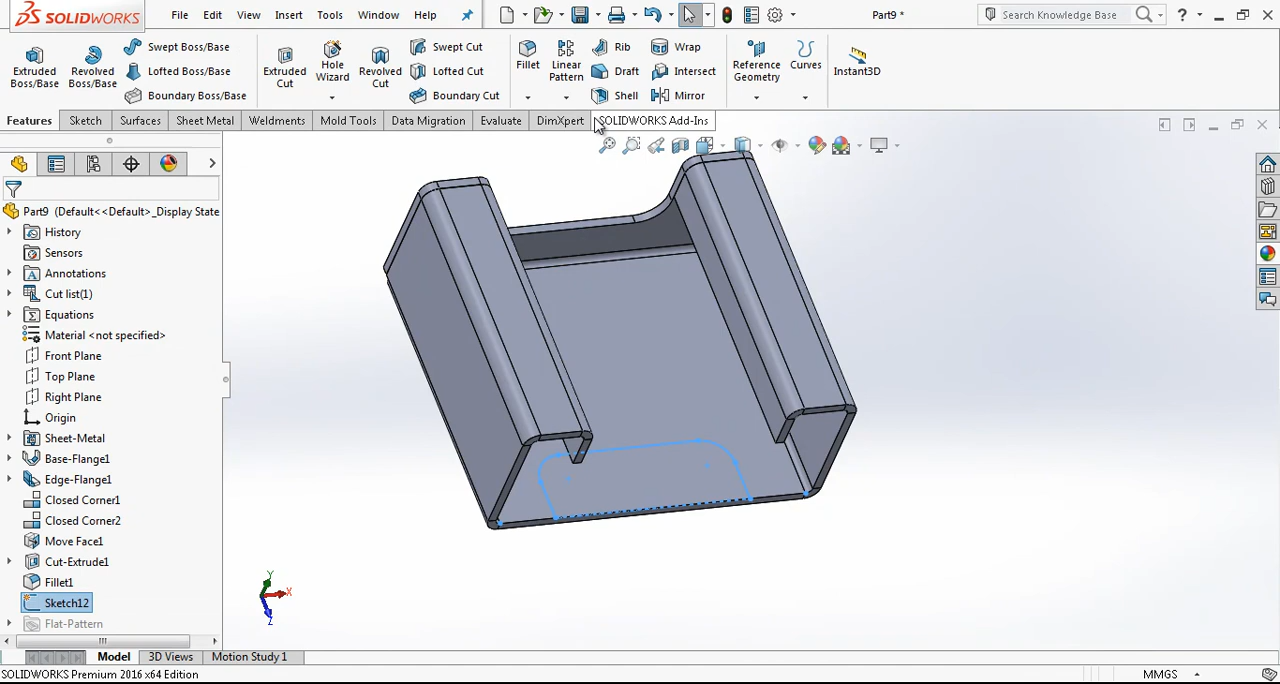 SOLIDWORKS File Edit View Insert Tools Window Help Part9 * Search Knowledge Base
Extruded Boss/Base
Revolved Boss/Base
Swept Boss/Base
Lofted Boss/Base
Boundary Boss/Base
Extruded Cut
Hole Wizard
Revolved Cut
Swept Cut
Lofted Cut
Boundary Cut
Fillet
Linear Pattern
Rib
Draft
Shell
Wrap
Intersect
Mirror
Reference Geometry
Curves
Instant3D
Features Sketch Surfaces Sheet Metal Weldments Mold Tools Data Migration Evaluate DimXpert SOLIDWORKS Add-Ins
Part9 (Default<<Default>_Display State
History
Sensors
Annotations
Cut list(1)
Equations
Material <not specified>
Front Plane
Top Plane
Right Plane
Origin
Sheet-Metal
Base-Flange1
Edge-Flange1
Closed Corner1
Closed Corner2
Move Face1
Cut-Extrude1
Fillet1
Sketch12
Flat-Pattern
Y
X
Z
Model 3D Views Motion Study 1
SOLIDWORKS Premium 2016 x64 Edition MMGS